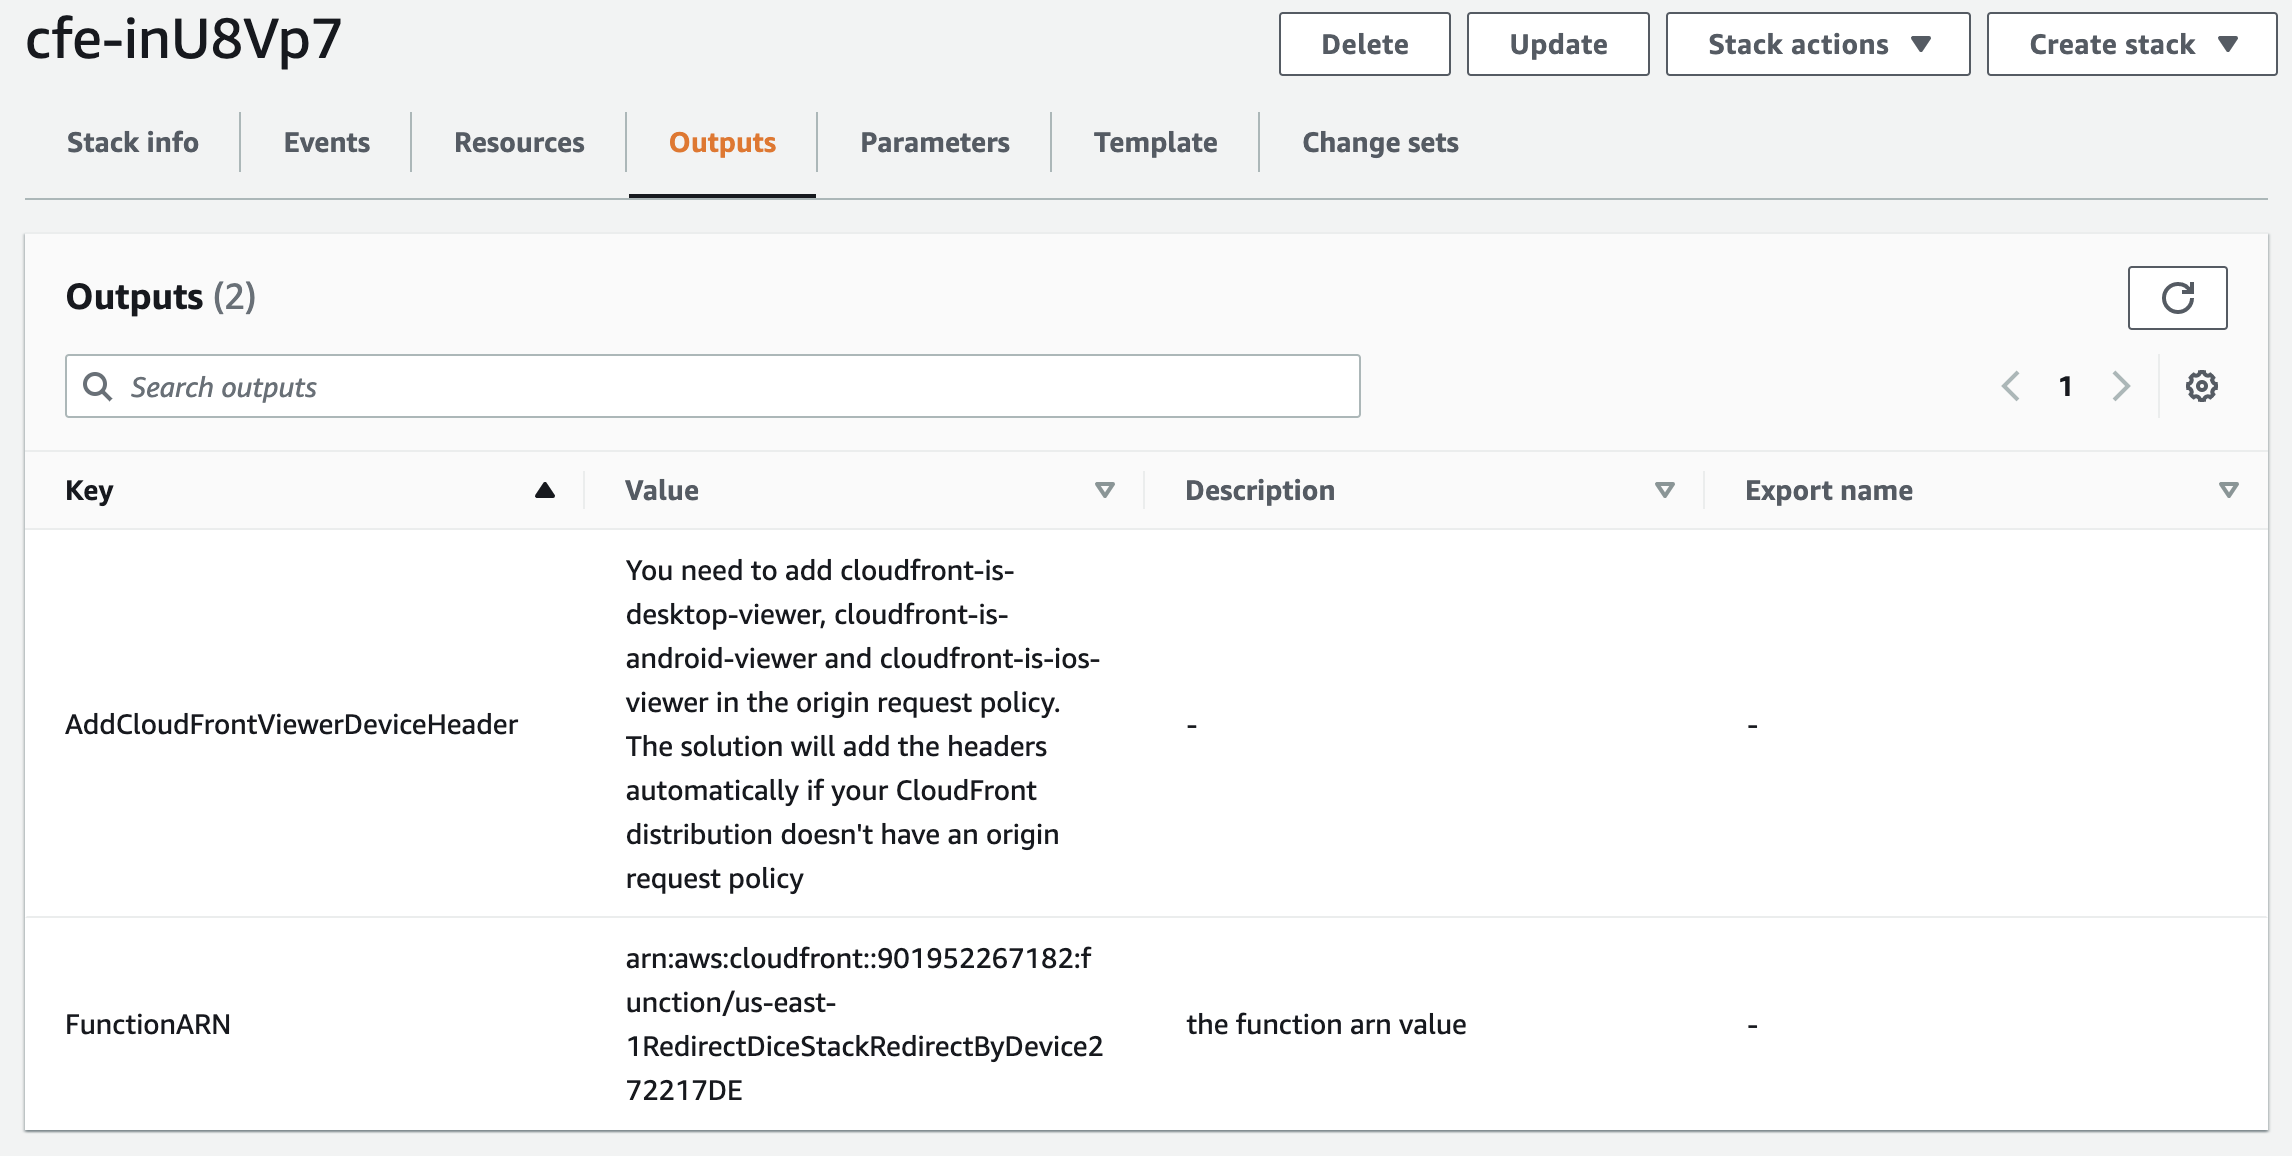 cfe-inU8Vp7
Delete
Update
Stack actions
Create stack
Stack info
Events
Resources
Outputs
Parameters
Template
Change sets
Outputs (2)
Search outputs
1
Key
Value
Description
Export name
AddCloudFrontViewerDeviceHeader
You need to add cloudfront-is-
desktop-viewer, cloudfront-is-
android-viewer and cloudfront-is-ios-
viewer in the origin request policy.
The solution will add the headers
automatically if your CloudFront
distribution doesn't have an origin
request policy
-
-
FunctionARN
arn:aws:cloudfront::901952267182:f
unction/us-east-
1RedirectDiceStackRedirectByDevice2
72217DE
the function arn value
-